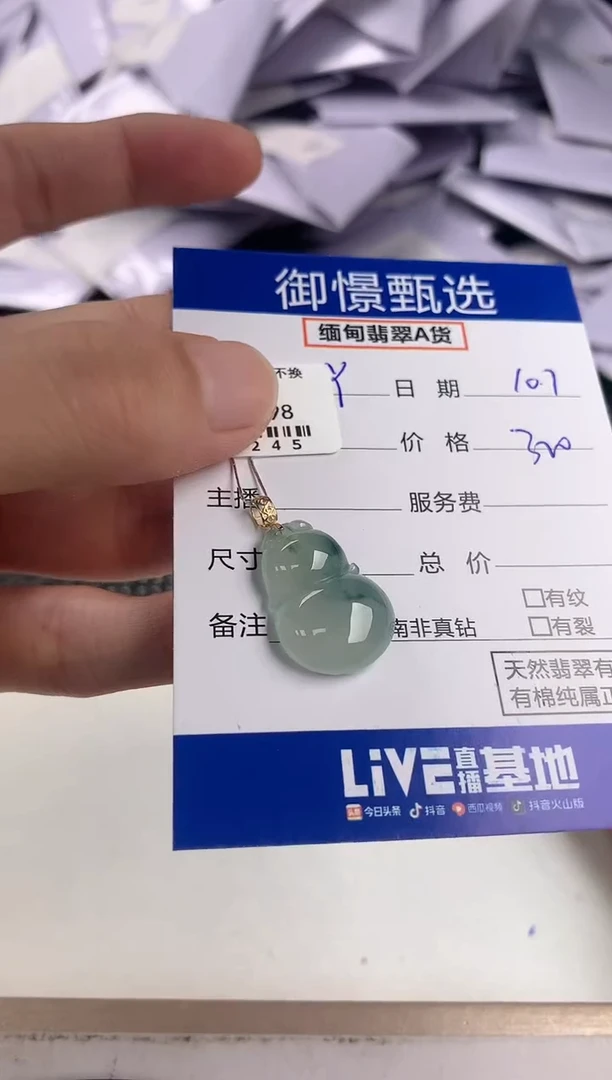 御憬甄选
缅甸翡翠A货
不换
Y 日期 10.7
98
245
价格
主播 服务费
尺寸 总价
备注 南非真钻
□有纹
□有裂
天然翡翠有
有棉纯属正
LiVE直播基地
今日头条 抖音 西瓜视频 抖音火山版